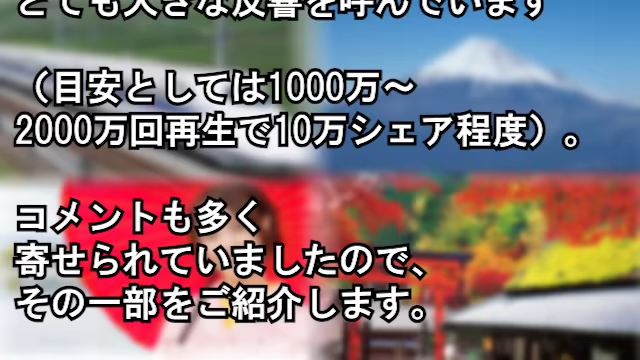 とても大きな反響を呼んでいます
（目安としては1000万～
2000万回再生で10万シェア程度）。
コメントも多く
寄せられていましたので、
その一部をご紹介します。